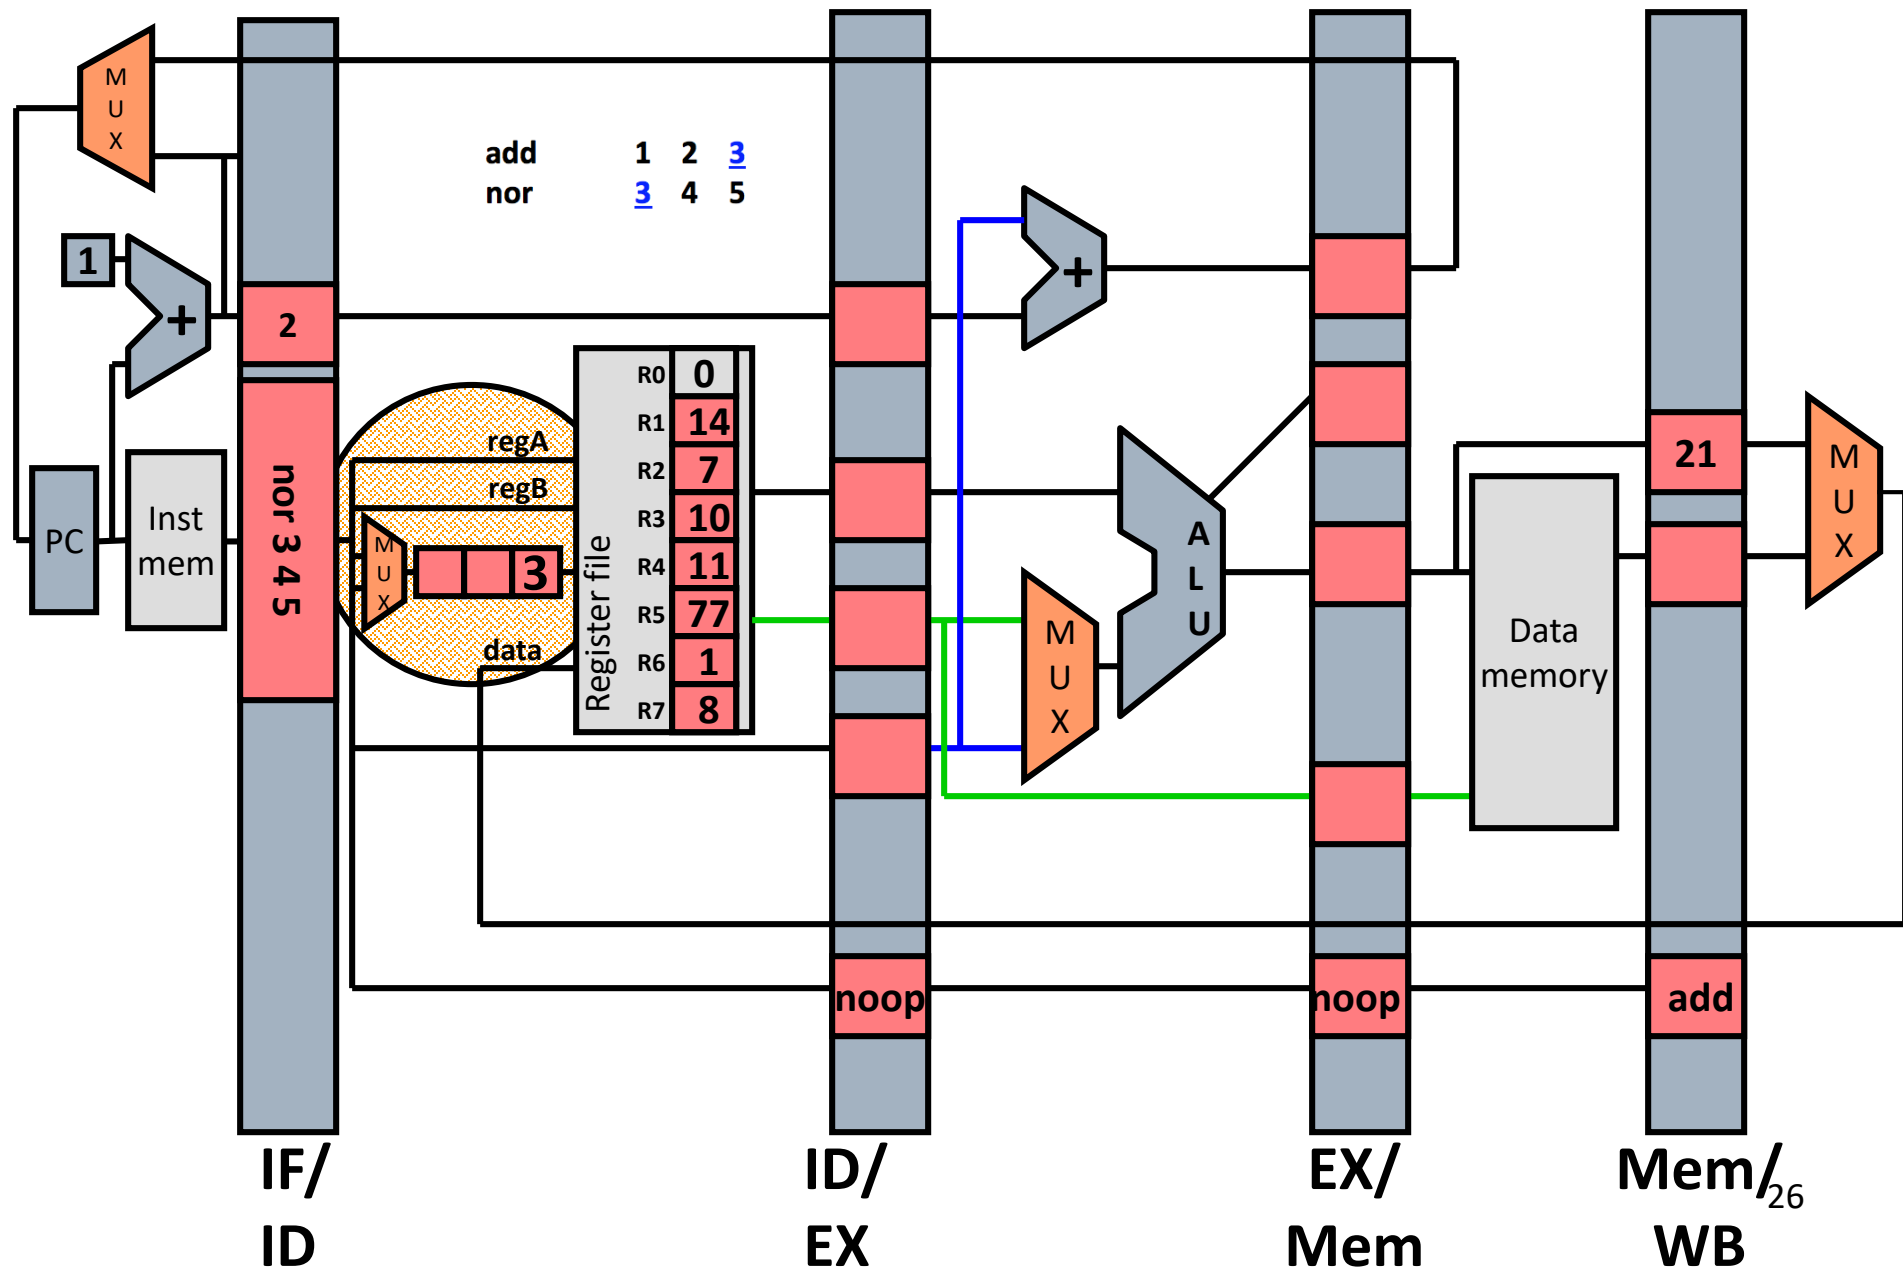 add 1 2 3
nor 3 4 5
M
U
X
1
+
2
PC
Inst
mem
nor 3 4 5
regA
regB
M
U
X
3
data
Register file
R0 0
R1 14
R2 7
R3 10
R4 11
R5 77
R6 1
R7 8
+
M
U
X
A
L
U
Data
memory
21
M
U
X
noop
noop
add
IF/
ID
ID/
EX
EX/
Mem
Mem/
WB
26